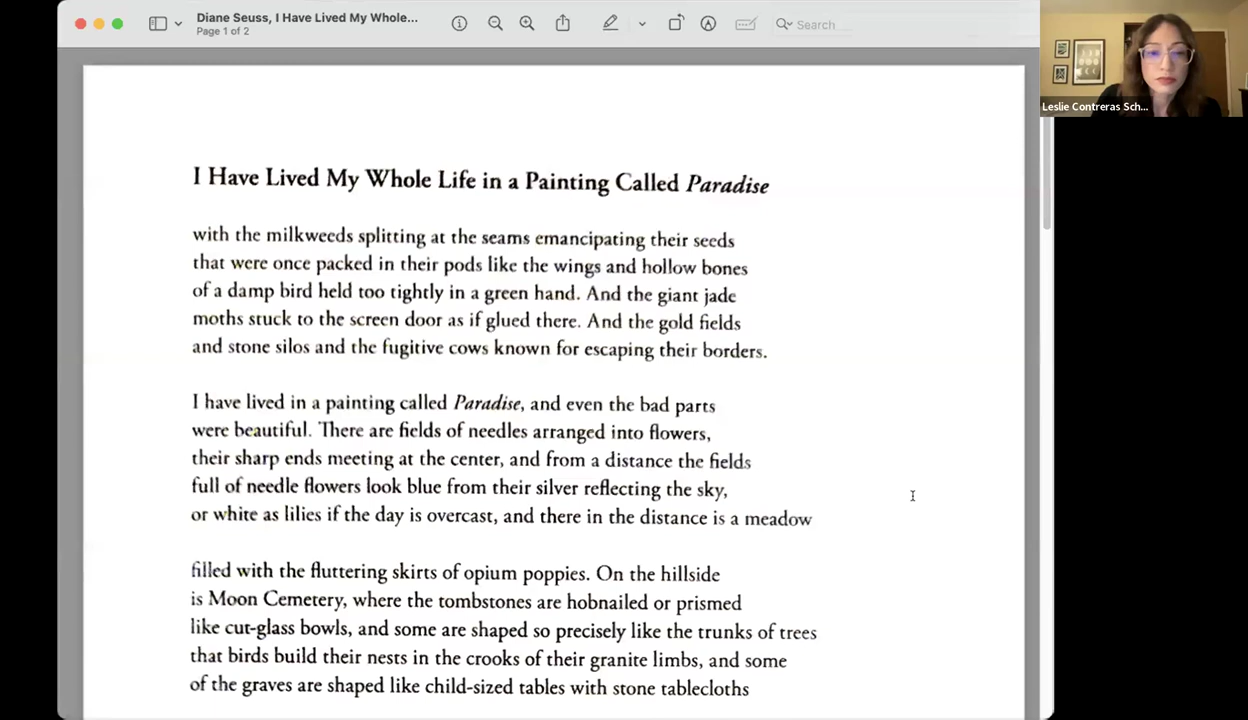 Diane Seuss, I Have Lived My Whole...
Page 1 of 2
Search
Leslie Contreras Sch...
I Have Lived My Whole Life in a Painting Called Paradise
with the milkweeds splitting at the seams emancipating their seeds
that were once packed in their pods like the wings and hollow bones
of a damp bird held too tightly in a green hand. And the giant jade
moths stuck to the screen door as if glued there. And the gold fields
and stone silos and the fugitive cows known for escaping their borders.
I have lived in a painting called Paradise, and even the bad parts
were beautiful. There are fields of needles arranged into flowers,
their sharp ends meeting at the center, and from a distance the fields
full of needle flowers look blue from their silver reflecting the sky,
or white as lilies if the day is overcast, and there in the distance is a meadow
filled with the fluttering skirts of opium poppies. On the hillside
is Moon Cemetery, where the tombstones are hobnailed or prismed
like cut-glass bowls, and some are shaped so precisely like the trunks of trees
that birds build their nests in the crooks of their granite limbs, and some
of the graves are shaped like child-sized tables with stone tablecloths